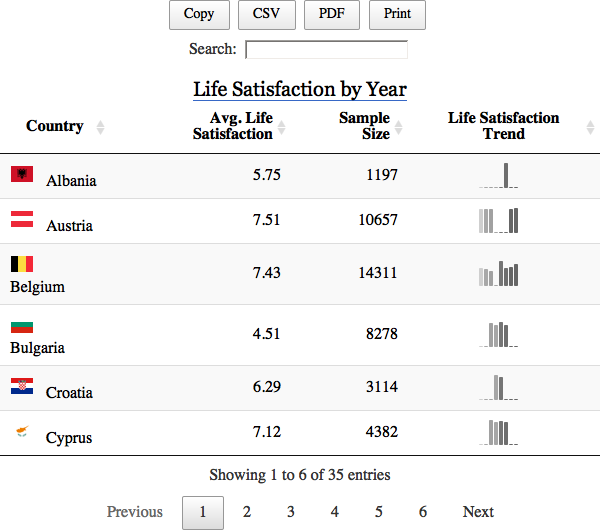 Copy CSV PDF Print
Search:
Life Satisfaction by Year
Country Avg. Life Satisfaction Sample Size Life Satisfaction Trend
Albania 5.75 1197
Austria 7.51 10657
Belgium 7.43 14311
Bulgaria 4.51 8278
Croatia 6.29 3114
Cyprus 7.12 4382
Showing 1 to 6 of 35 entries
Previous 1 2 3 4 5 6 Next